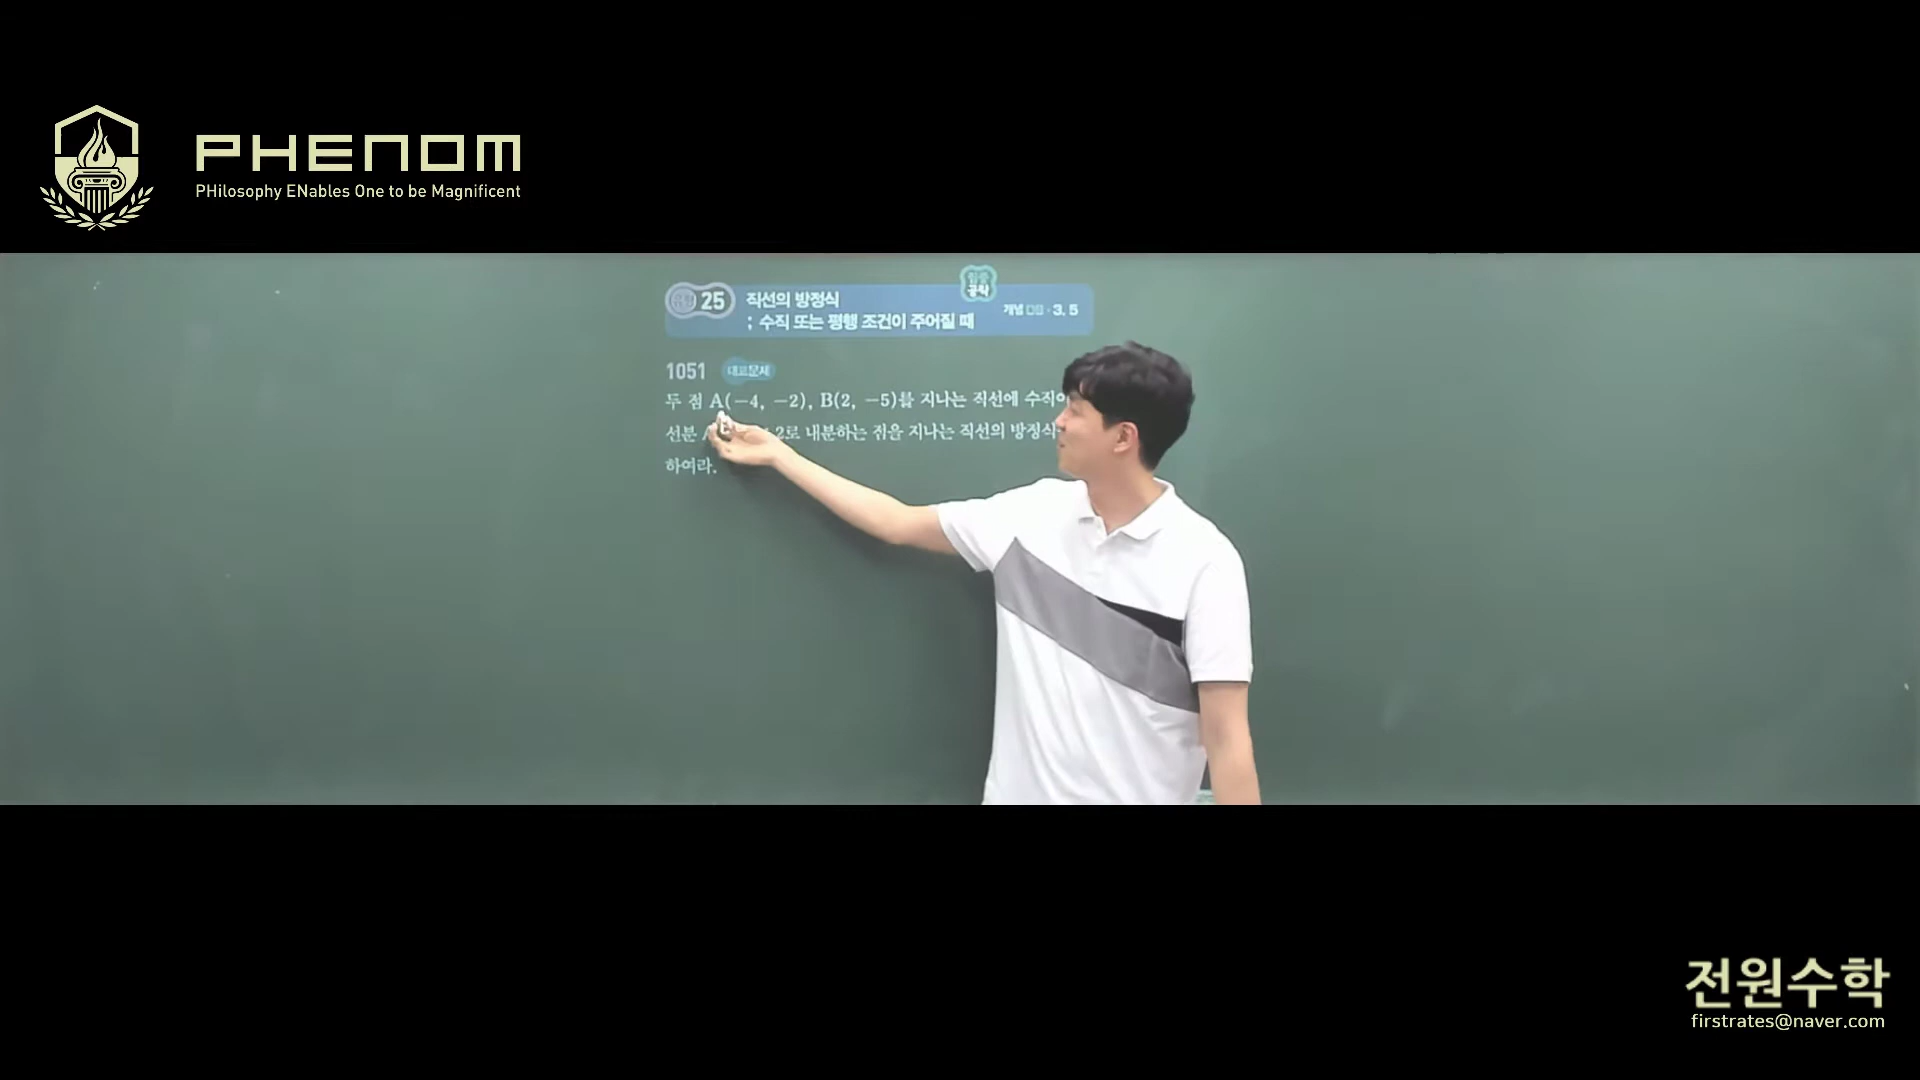 PHENOM
PHilosophy ENables One to be Magnificent
유형 25 직선의 방정식
; 수직 또는 평행 조건이 주어질 때
공략
개념 · 3, 5
1051 대표문제
두 점 A(−4, −2), B(2, −5)를 지나는 직선에 수직이
선분 2로 내분하는 점을 지나는 직선의 방정식
하여라.
전원수학
firstrates@naver.com